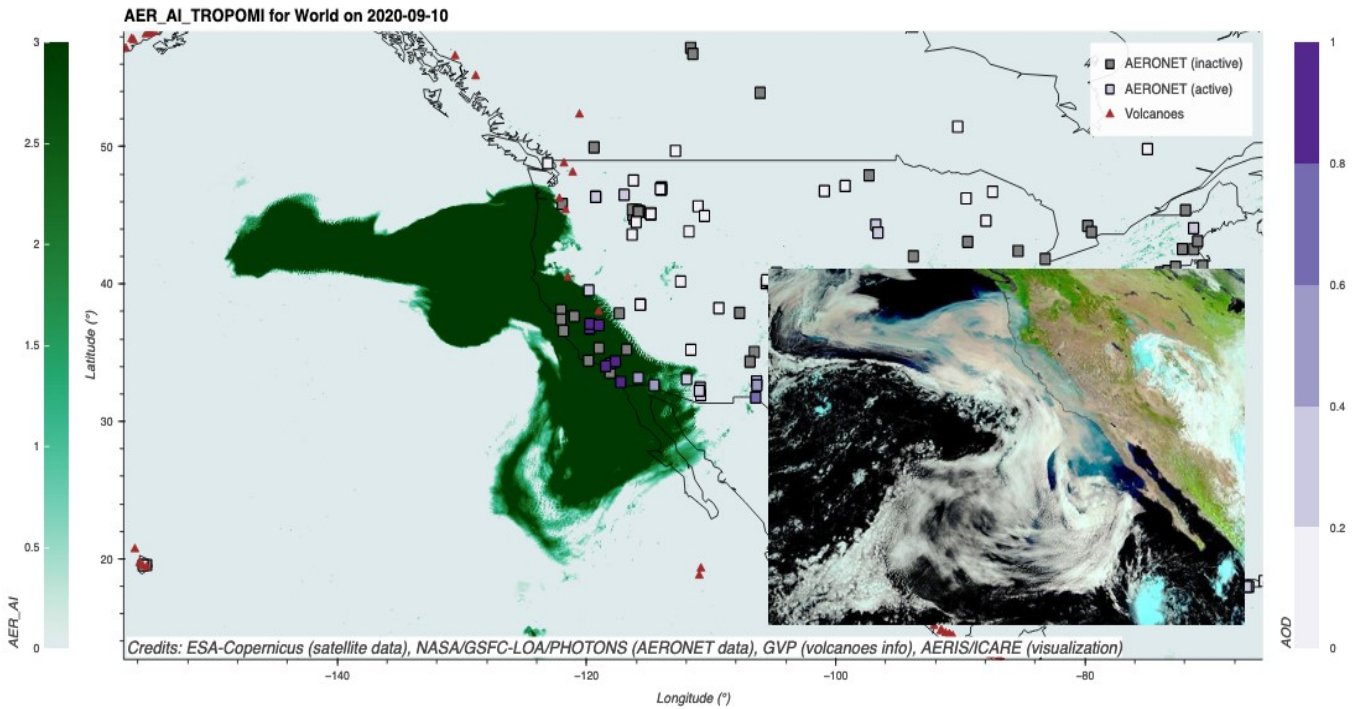 AER_AI_TROPOMI for World on 2020-09-10
3
2.5
2
1.5
1
0.5
0
AER_AI
50
40
30
20
Latitude (°)
AERONET (inactive)
AERONET (active)
Volcanoes
1
0.8
0.6
0.4
0.2
0
AOD
Credits: ESA-Copernicus (satellite data), NASA/GSFC-LOA/PHOTONS (AERONET data), GVP (volcanoes info), AERIS/ICARE (visualization)
−140
−120
−100
−80
Longitude (°)